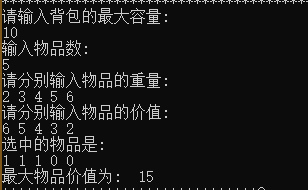 请输入背包的最大容量:
10
输入物品数:
5
请分别输入物品的重量:
2 3 4 5 6
请分别输入物品的价值:
6 5 4 3 2
选中的物品是:
1 1 1 0 0
最大物品价值为:  15